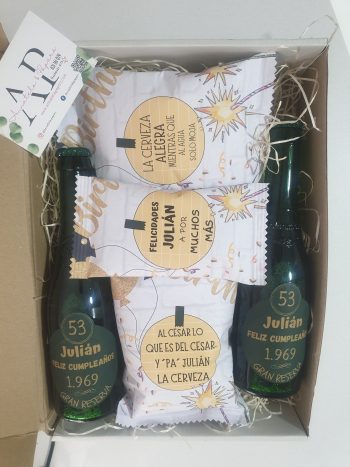 AP
LA CERVEZA
ALEGRA
MIENTRAS QUE
AL AGUA
SOLO MOJA
FELICIDADES
JULIÁN
A POR
MUCHOS
MÁS
AL CESAR LO
QUE ES DEL CESAR
Y "PA" JULIÁN
LA CERVEZA
53
Julián
FELIZ CUMPLEAÑOS
1.969
GRAN RESERVA
53
Julián
FELIZ CUMPLEAÑOS
1.969
GRAN RESERVA